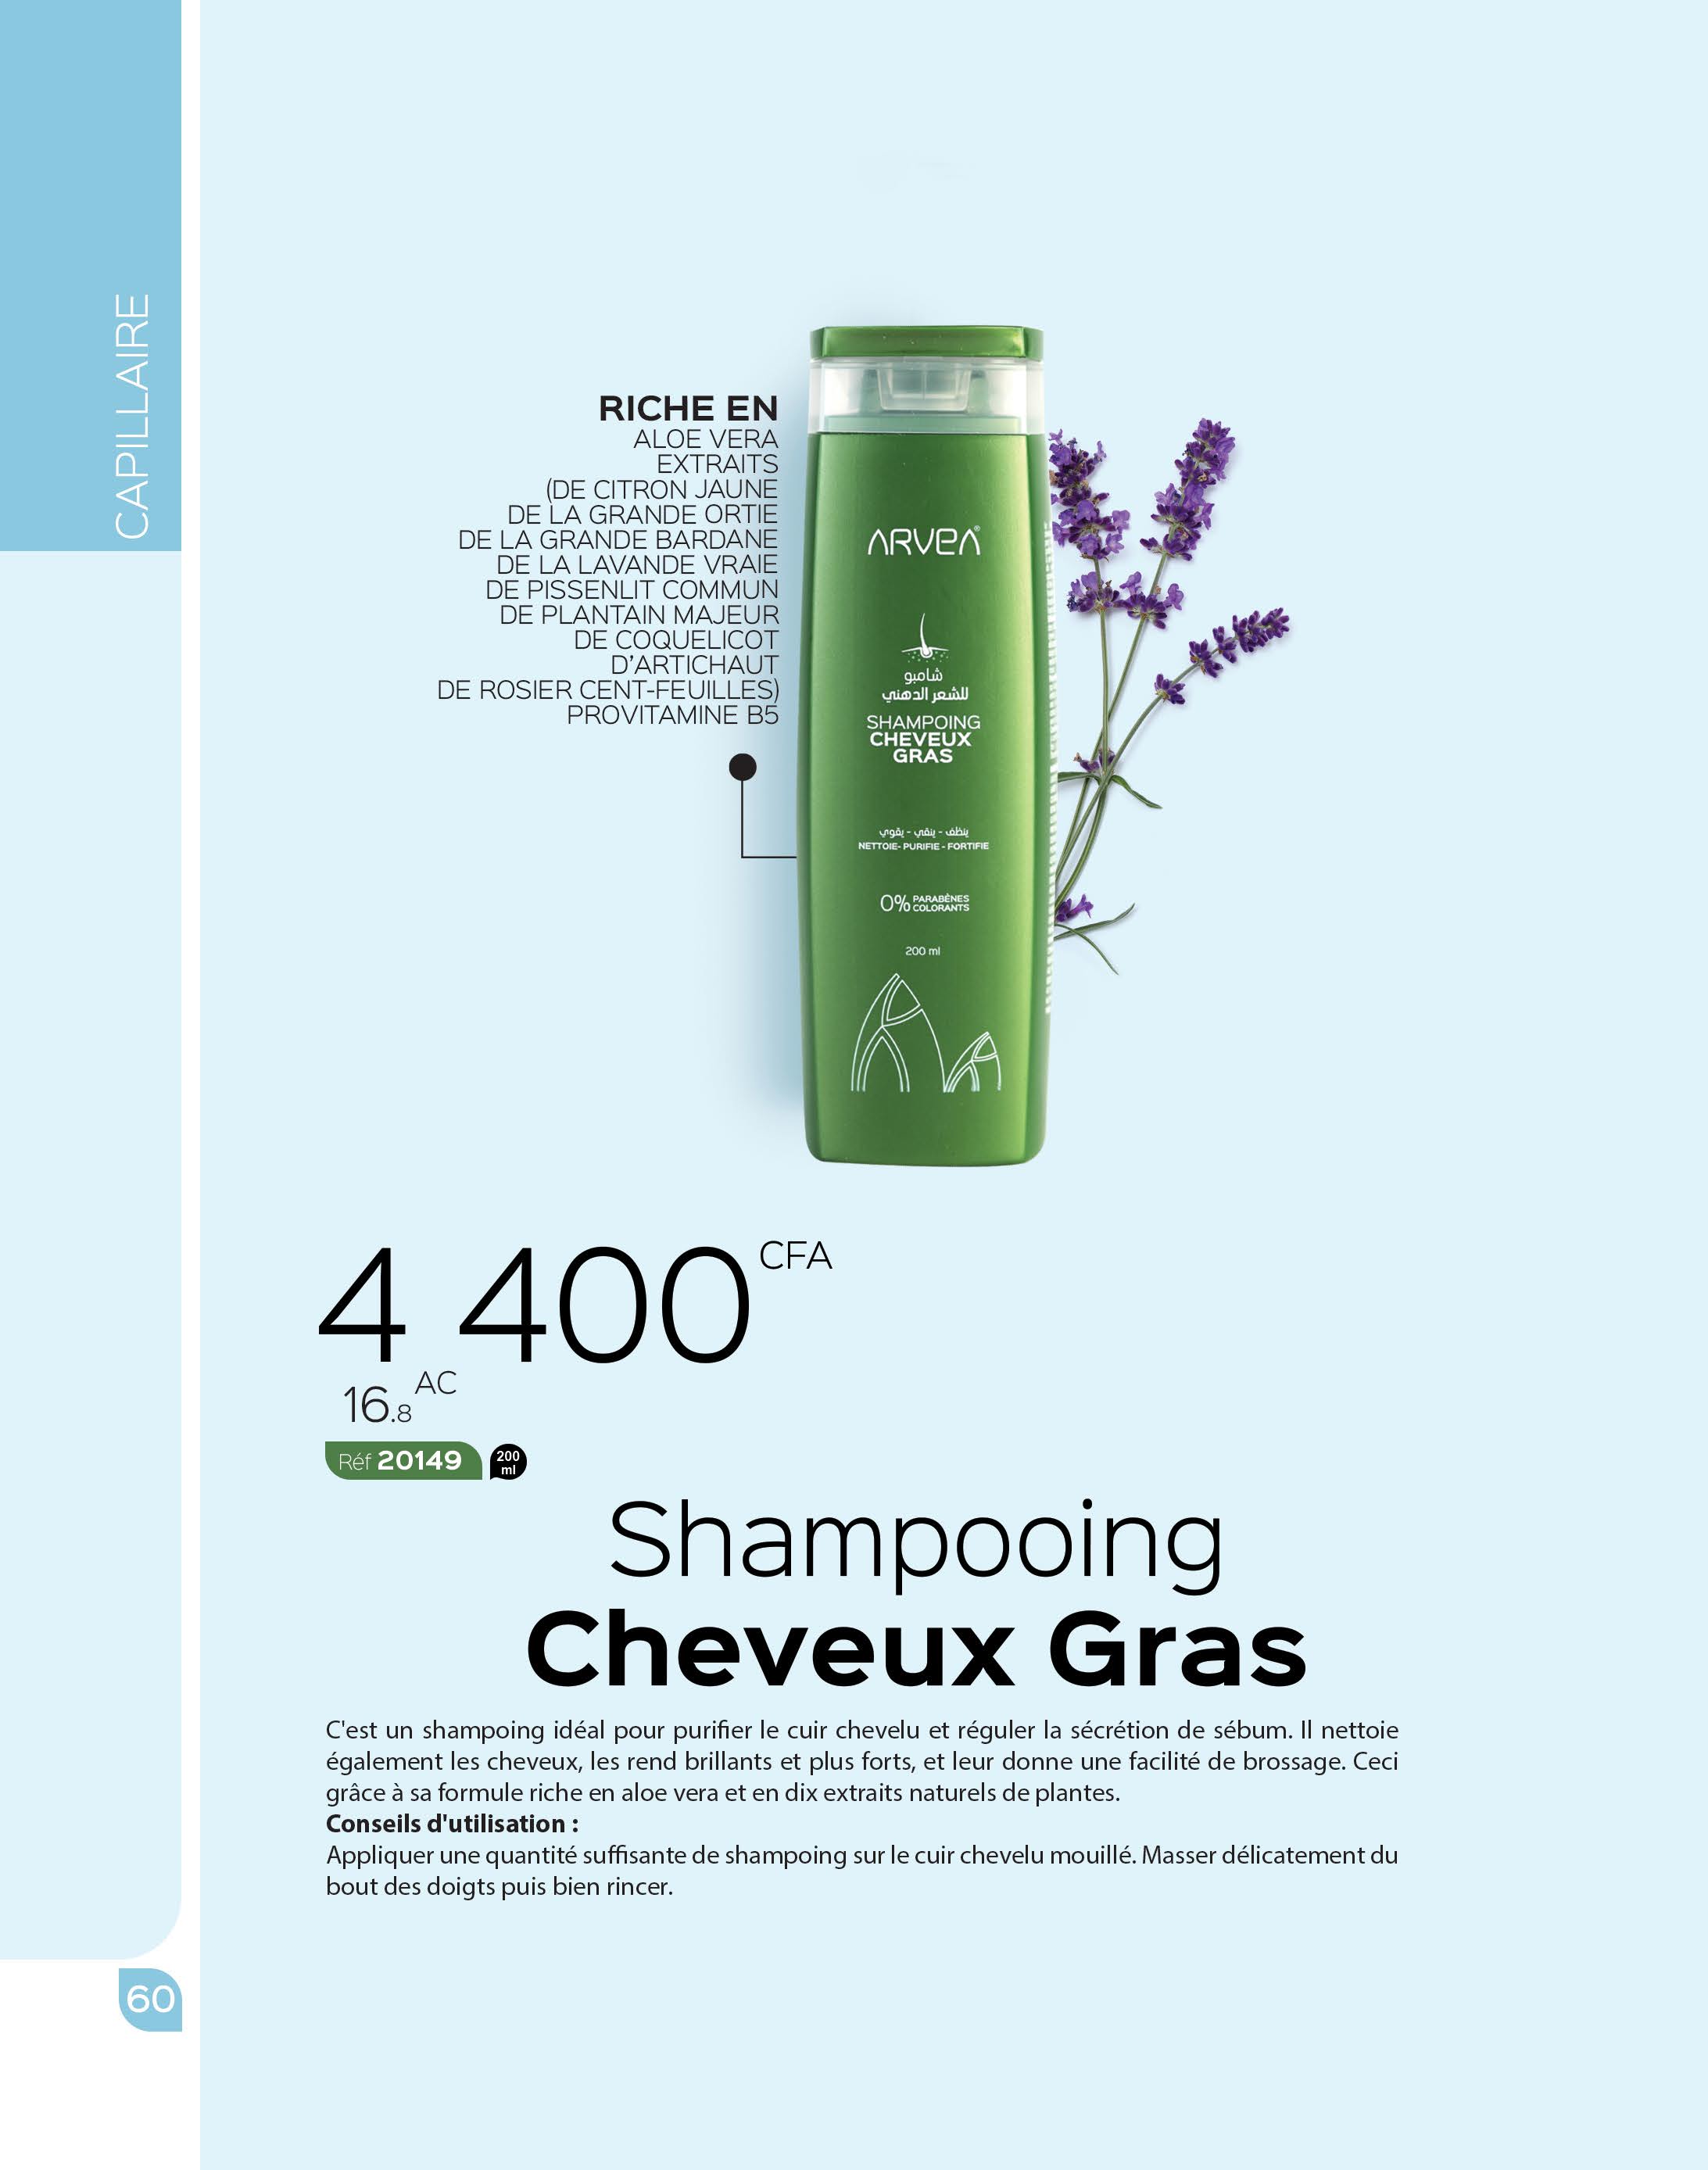 CAPILLAIRE
RICHE EN
ALOE VERA
EXTRAITS
(DE CITRON JAUNE
DE LA GRANDE ORTIE
DE LA GRANDE BARDANE
DE LA LAVANDE VRAIE
DE PISSENLIT COMMUN
DE PLANTAIN MAJEUR
DE COQUELICOT
D'ARTICHAUT
DE ROSIER CENT-FEUILLES)
PROVITAMINE B5
ARVEA®
شامبو
للشعر الدهني
SHAMPOING
CHEVEUX
GRAS
ينظف - ينقي - يقوي
NETTOIE- PURIFIE - FORTIFIE
0% PARABÈNES
COLORANTS
200 ml
4 400 CFA
16.8 AC
Réf 20149
200
ml
Shampooing
Cheveux Gras
C'est un shampoing idéal pour purifier le cuir chevelu et réguler la sécrétion de sébum. Il nettoie
également les cheveux, les rend brillants et plus forts, et leur donne une facilité de brossage. Ceci
grâce à sa formule riche en aloe vera et en dix extraits naturels de plantes.
Conseils d'utilisation :
Appliquer une quantité suffisante de shampoing sur le cuir chevelu mouillé. Masser délicatement du
bout des doigts puis bien rincer.
60